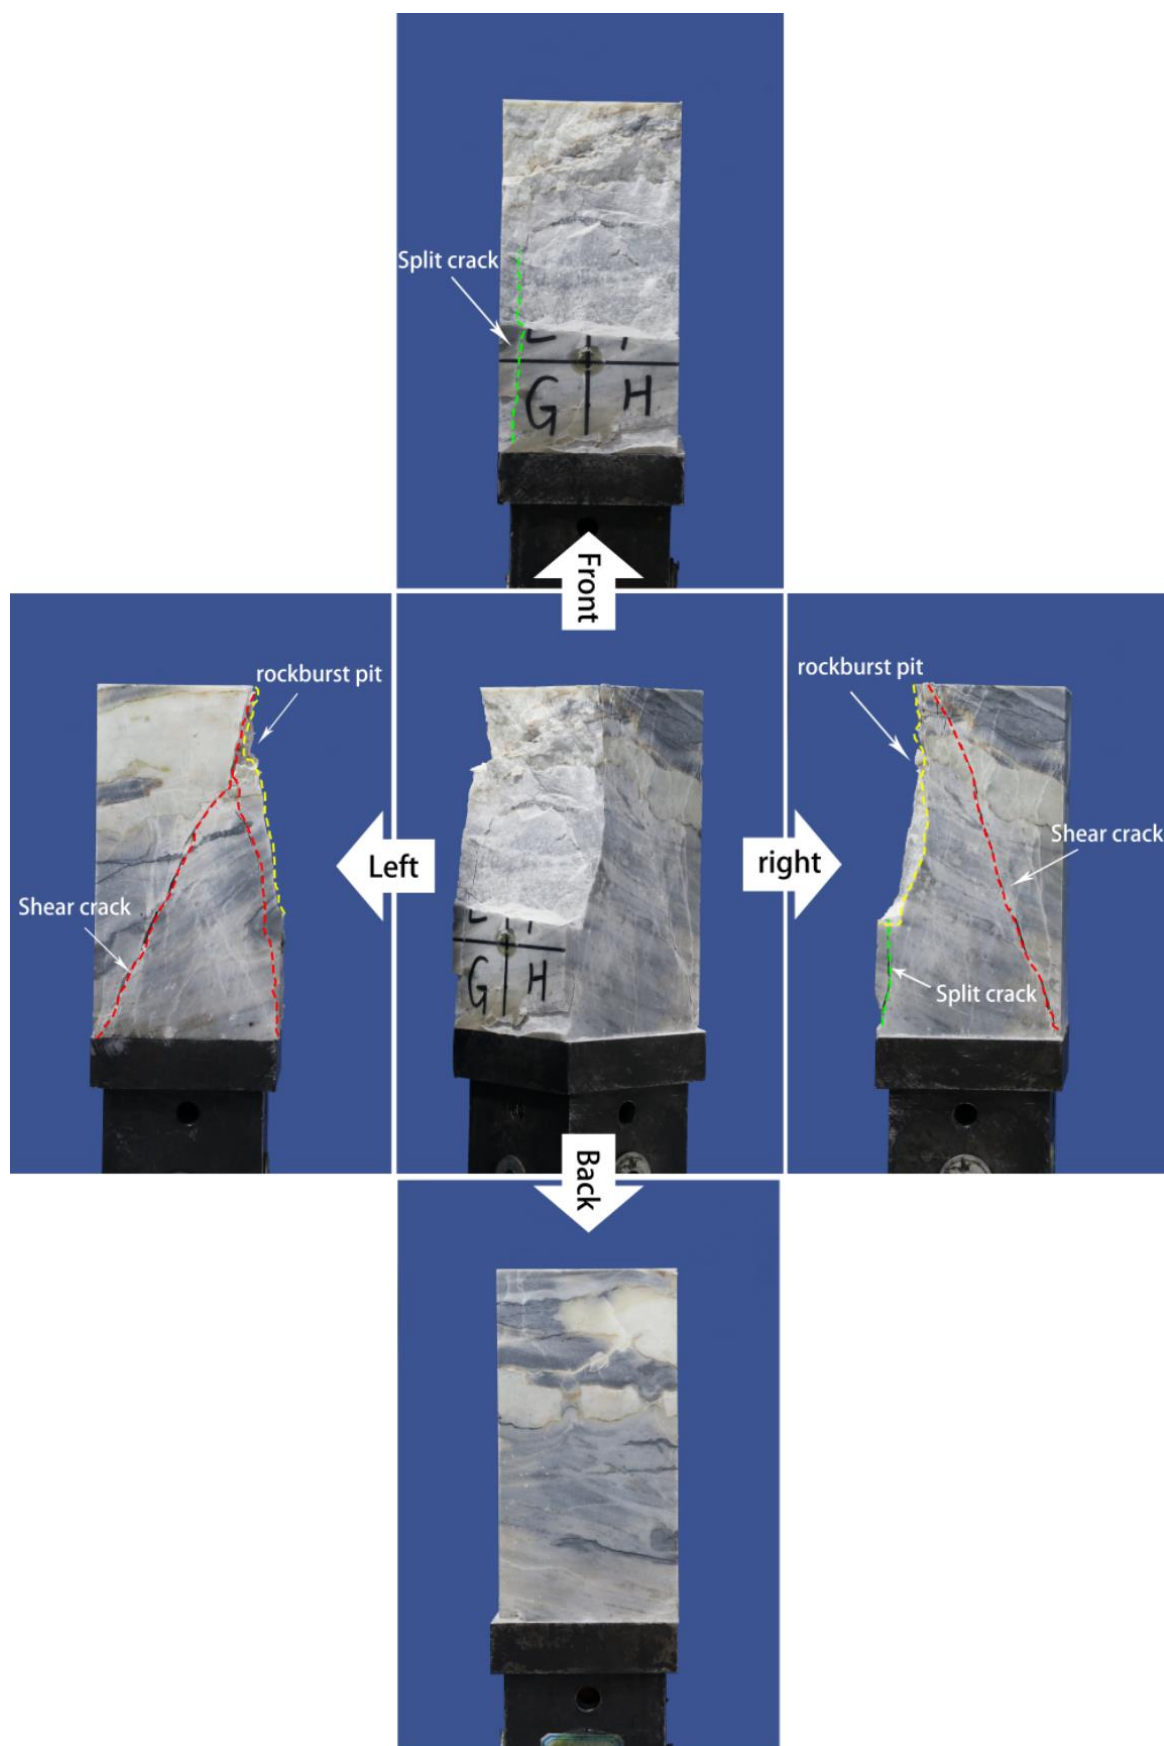 Split crack
G
H
Front
rockburst pit
Shear crack
Left
G
H
right
rockburst pit
Shear crack
Split crack
Back